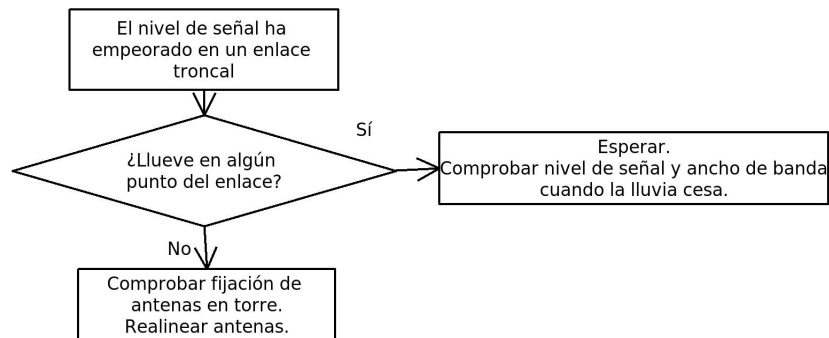 El nivel de señal ha
empeorado en un enlace
troncal
Sí
¿Llueve en algún
punto del enlace?
Esperar.
Comprobar nivel de señal y ancho de banda
cuando la lluvia cesa.
No
Comprobar fijación de
antenas en torre.
Realinear antenas.